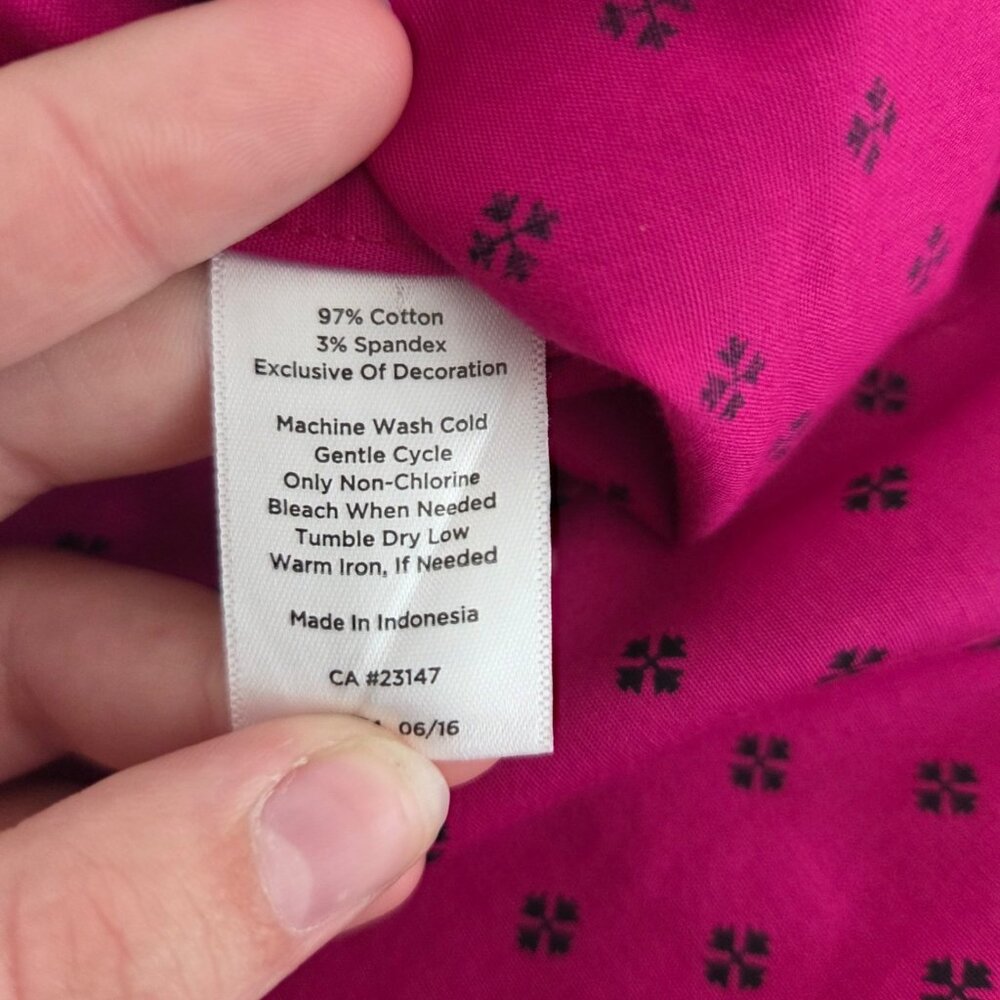 97% Cotton
3% Spandex
Exclusive Of Decoration
Machine Wash Cold
Gentle Cycle
Only Non-Chlorine
Bleach When Needed
Tumble Dry Low
Warm Iron, If Needed
Made In Indonesia
CA #23147
06/16